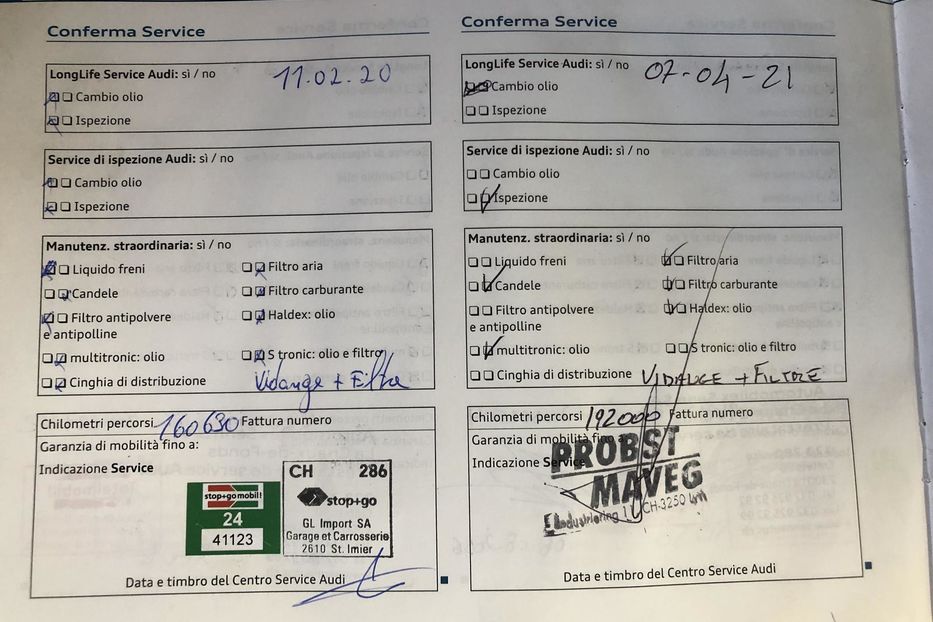 Conferma Service
LongLife Service Audi: sì / no 11.02.20
Cambio olio
Ispezione
Service di ispezione Audi: sì / no
Cambio olio
Ispezione
Manutenz. straordinaria: sì / no
Liquido freni Filtro aria
Candele Filtro carburante
Filtro antipolvere Haldex: olio
e antipolline
multitronic: olio S tronic: olio e filtro
Cinghia di distribuzione Vidange + Filtre
Chilometri percorsi 160630 Fattura numero
Garanzia di mobilità fino a:
Indicazione Service
stop+go mobil!
24
41123
CH 286
stop+go
GL Import SA
Garage et Carrosserie
2610 St. Imier
Data e timbro del Centro Service Audi
Conferma Service
LongLife Service Audi: sì / no 07-04-21
Cambio olio
Ispezione
Service di ispezione Audi: sì / no
Cambio olio
Ispezione
Manutenz. straordinaria: sì / no
Liquido freni Filtro aria
Candele Filtro carburante
Filtro antipolvere Haldex: olio
e antipolline
multitronic: olio S tronic: olio e filtro
Cinghia di distribuzione VIDANGE + FILTRE
Chilometri percorsi 192000 Fattura numero
Garanzia di mobilità fino a:
Indicazione Service
PROBST
MAVEG
Industriering 11, CH-3250
Data e timbro del Centro Service Audi